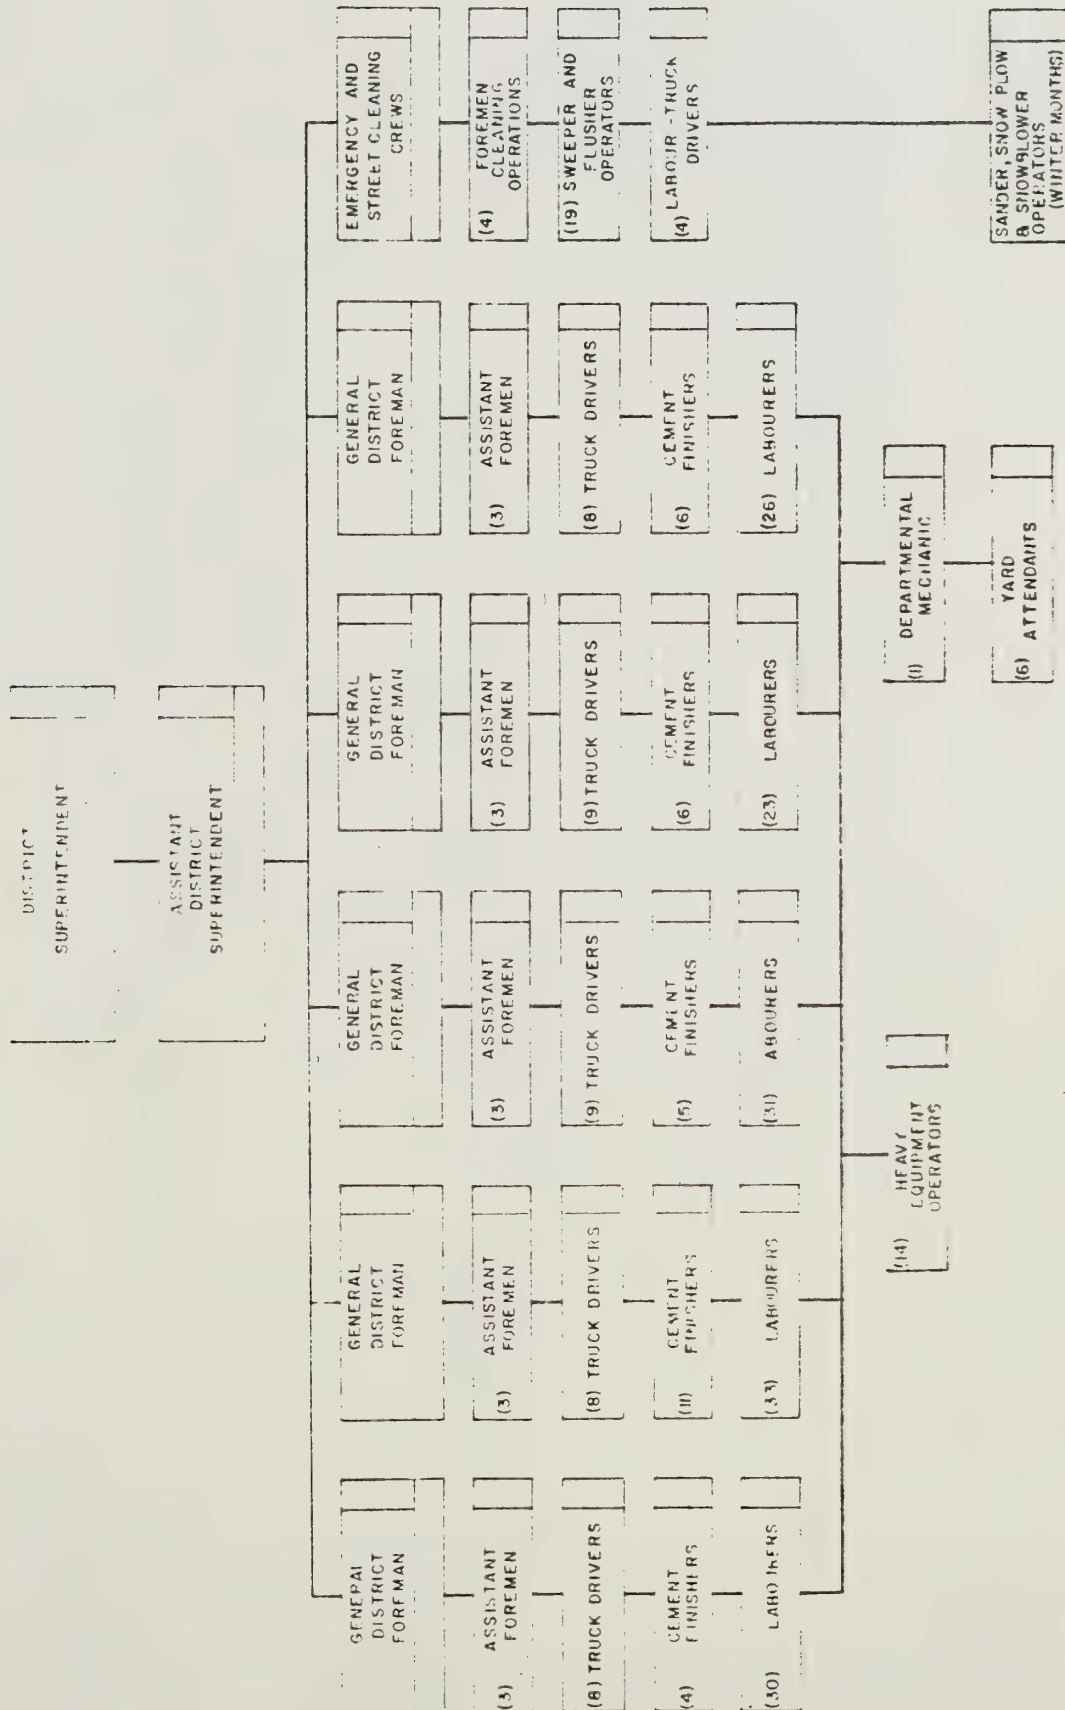 DISTRICT
SUPERINTENDENT
ASSISTANT
DISTRICT
SUPERINTENDENT
GENERAL
DISTRICT
FOREMAN
(3) ASSISTANT
FOREMEN
(8) TRUCK DRIVERS
(4) CEMENT
FINISHERS
(30) LABOURERS
GENERAL
DISTRICT
FOREMAN
(3) ASSISTANT
FOREMEN
(8) TRUCK DRIVERS
(11) CEMENT
FINISHERS
(33) LABOURERS
GENERAL
DISTRICT
FOREMAN
(3) ASSISTANT
FOREMEN
(9) TRUCK DRIVERS
(5) CEMENT
FINISHERS
(31) ABOURERS
GENERAL
DISTRICT
FOREMAN
(3) ASSISTANT
FOREMEN
(9) TRUCK DRIVERS
(6) CEMENT
FINISHERS
(23) LABOURERS
GENERAL
DISTRICT
FOREMAN
(3) ASSISTANT
FOREMEN
(8) TRUCK DRIVERS
(6) CEMENT
FINISHERS
(26) LABOURERS
EMERGENCY AND
STREET CLEANING
CREWS
(4) FOREMEN
CLEANING
OPERATIONS
(19) SWEEPER AND
FLUSHER
OPERATORS
(4) LABOUR - TRUCK
DRIVERS
(14) HEAVY
EQUIPMENT
OPERATORS
(1) DEPARTMENTAL
MECHANIC
(6) YARD
ATTENDANTS
SANDER, SNOW PLOW
& SNOWBLOWER
OPERATORS
(WINTER MONTHS)